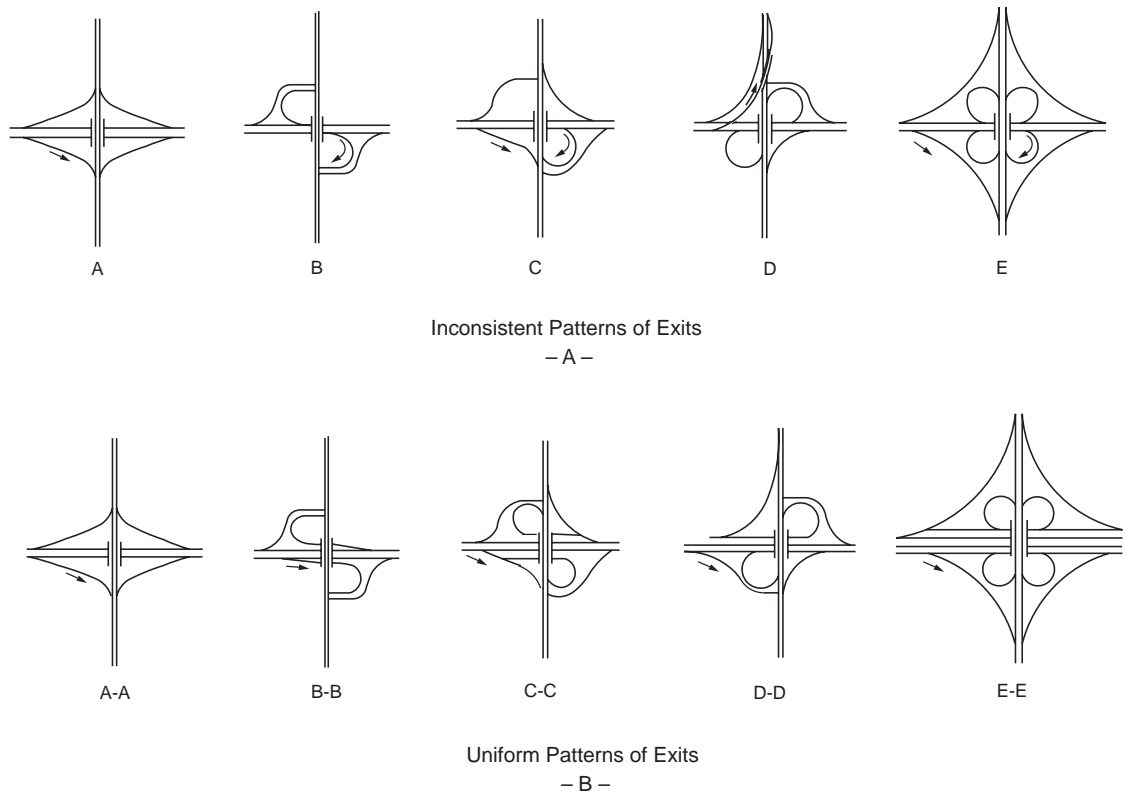 A
B
C
D
E
Inconsistent Patterns of Exits
– A –
A-A
B-B
C-C
D-D
E-E
Uniform Patterns of Exits
– B –